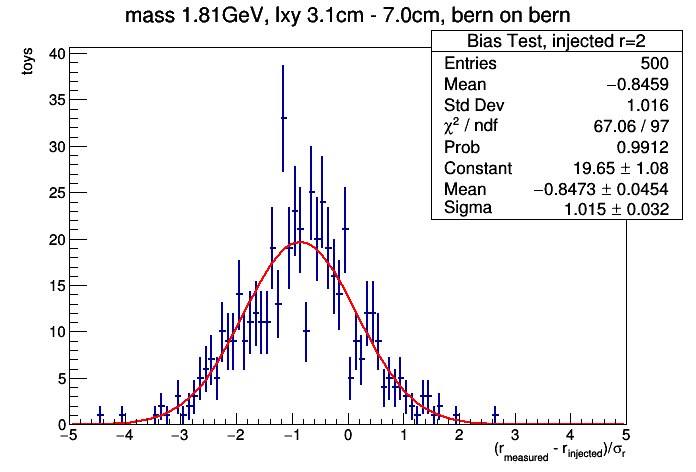 mass 1.81GeV, lxy 3.1cm - 7.0cm, bern on bern
toys
Bias Test, injected r=2
Entries 500
Mean −0.8459
Std Dev 1.016
χ² / ndf 67.06 / 97
Prob 0.9912
Constant 19.65 ± 1.08
Mean −0.8473 ± 0.0454
Sigma 1.015 ± 0.032
40
35
30
25
20
15
10
5
0
−5 −4 −3 −2 −1 0 1 2 3 4 5
(r_measured - r_injected)/σ_r